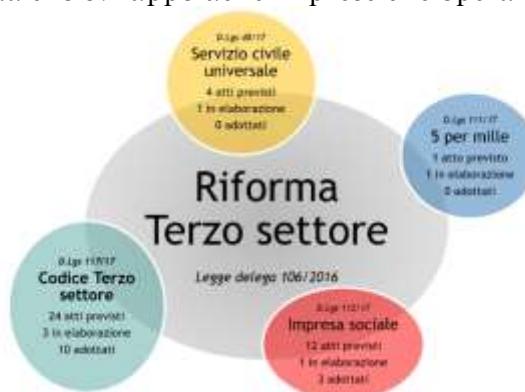 D.Lgs 40/17
Servizio civile
universale
4 atti previsti
1 in elaborazione
0 adottati
D.Lgs 111/17
5 per mille
1 atto previsto
1 in elaborazione
0 adottati
Riforma
Terzo settore
Legge delega 106/2016
D.Lgs 117/17
Codice Terzo
settore
24 atti previsti
3 in elaborazione
10 adottati
D.Lgs 112/17
Impresa sociale
12 atti previsti
1 in elaborazione
3 adottati